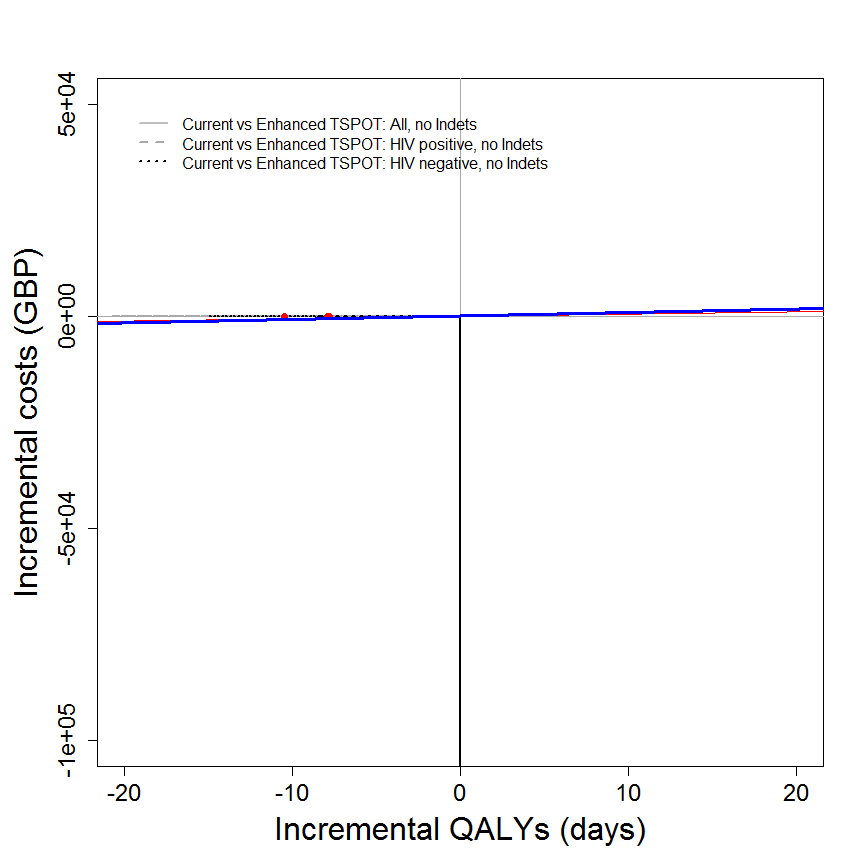 5e+04
0e+00
-5e+04
-1e+05
Incremental costs (GBP)
Current vs Enhanced TSPOT: All, no Indets
Current vs Enhanced TSPOT: HIV positive, no Indets
Current vs Enhanced TSPOT: HIV negative, no Indets
-20 -10 0 10 20
Incremental QALYs (days)